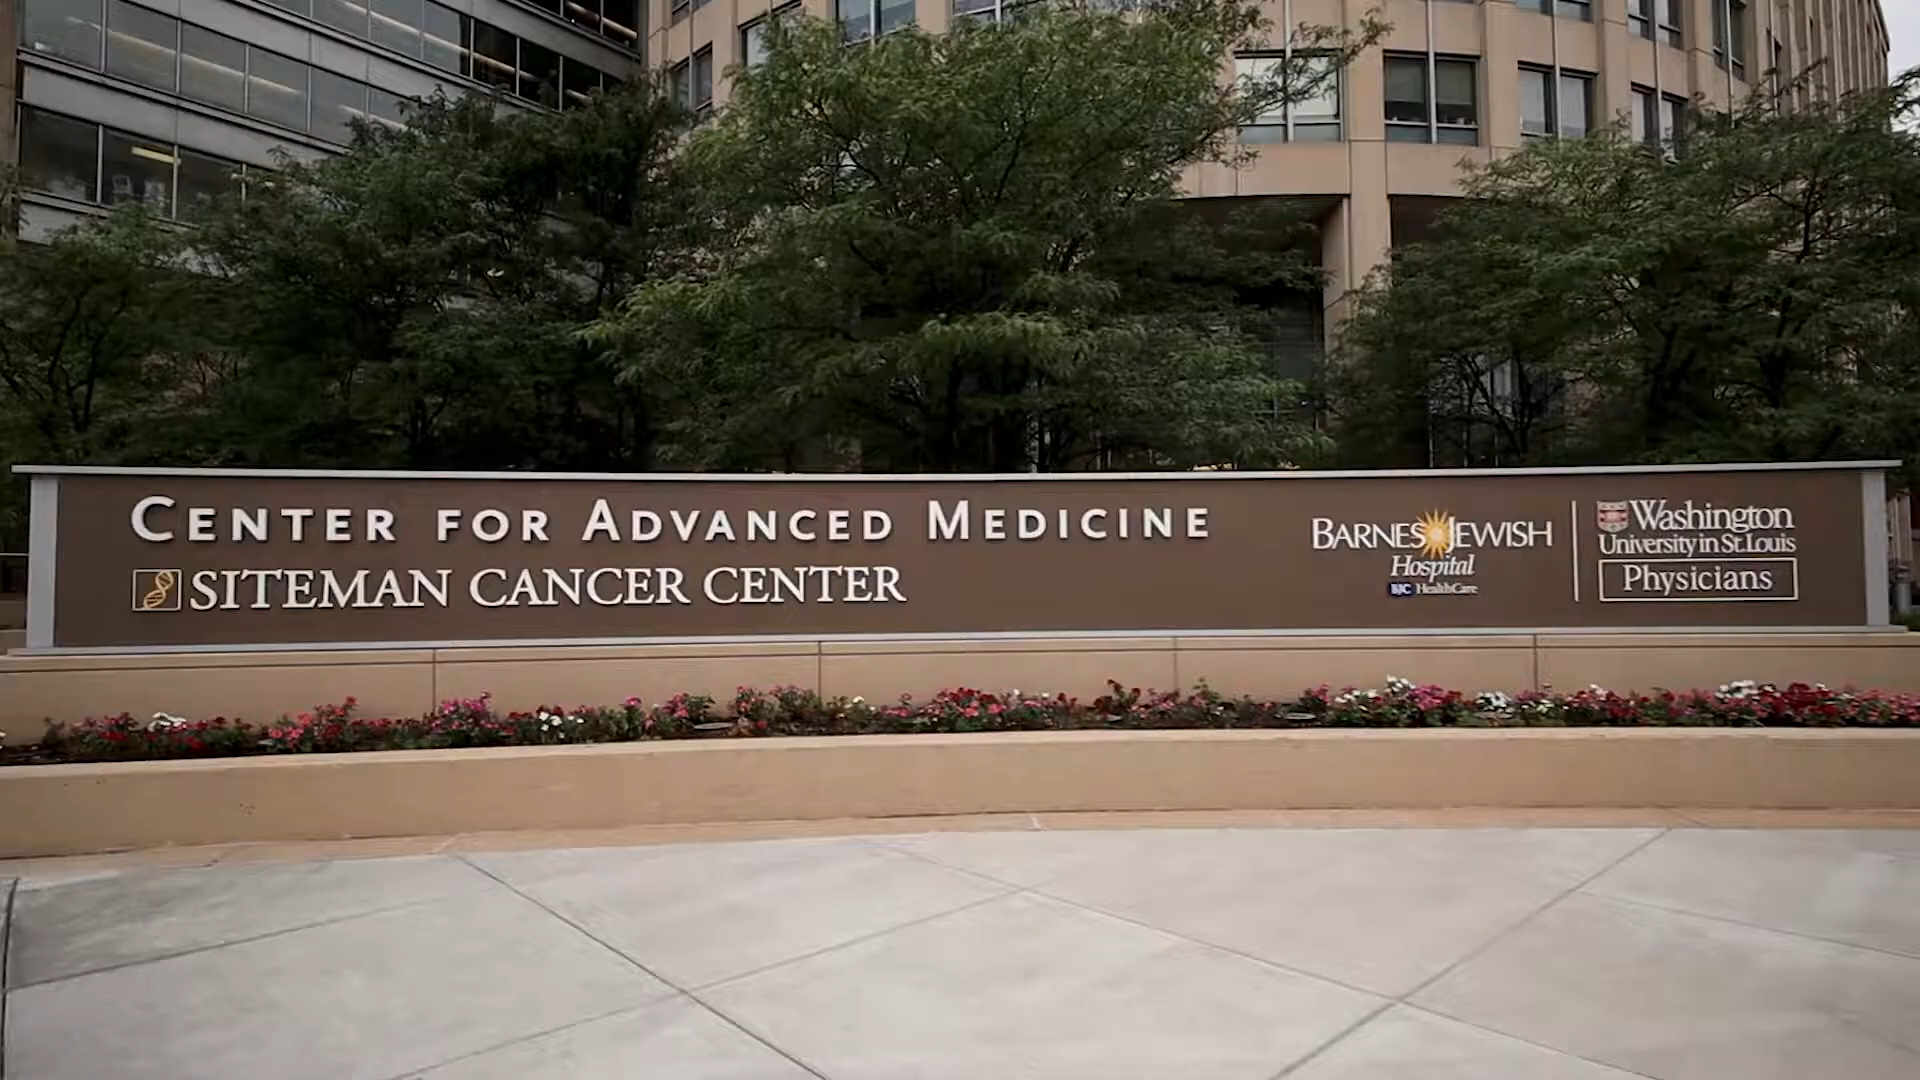 CENTER FOR ADVANCED MEDICINE
SITEMAN CANCER CENTER
BARNES JEWISH
Hospital
BJC HealthCare
Washington
University in St. Louis
Physicians